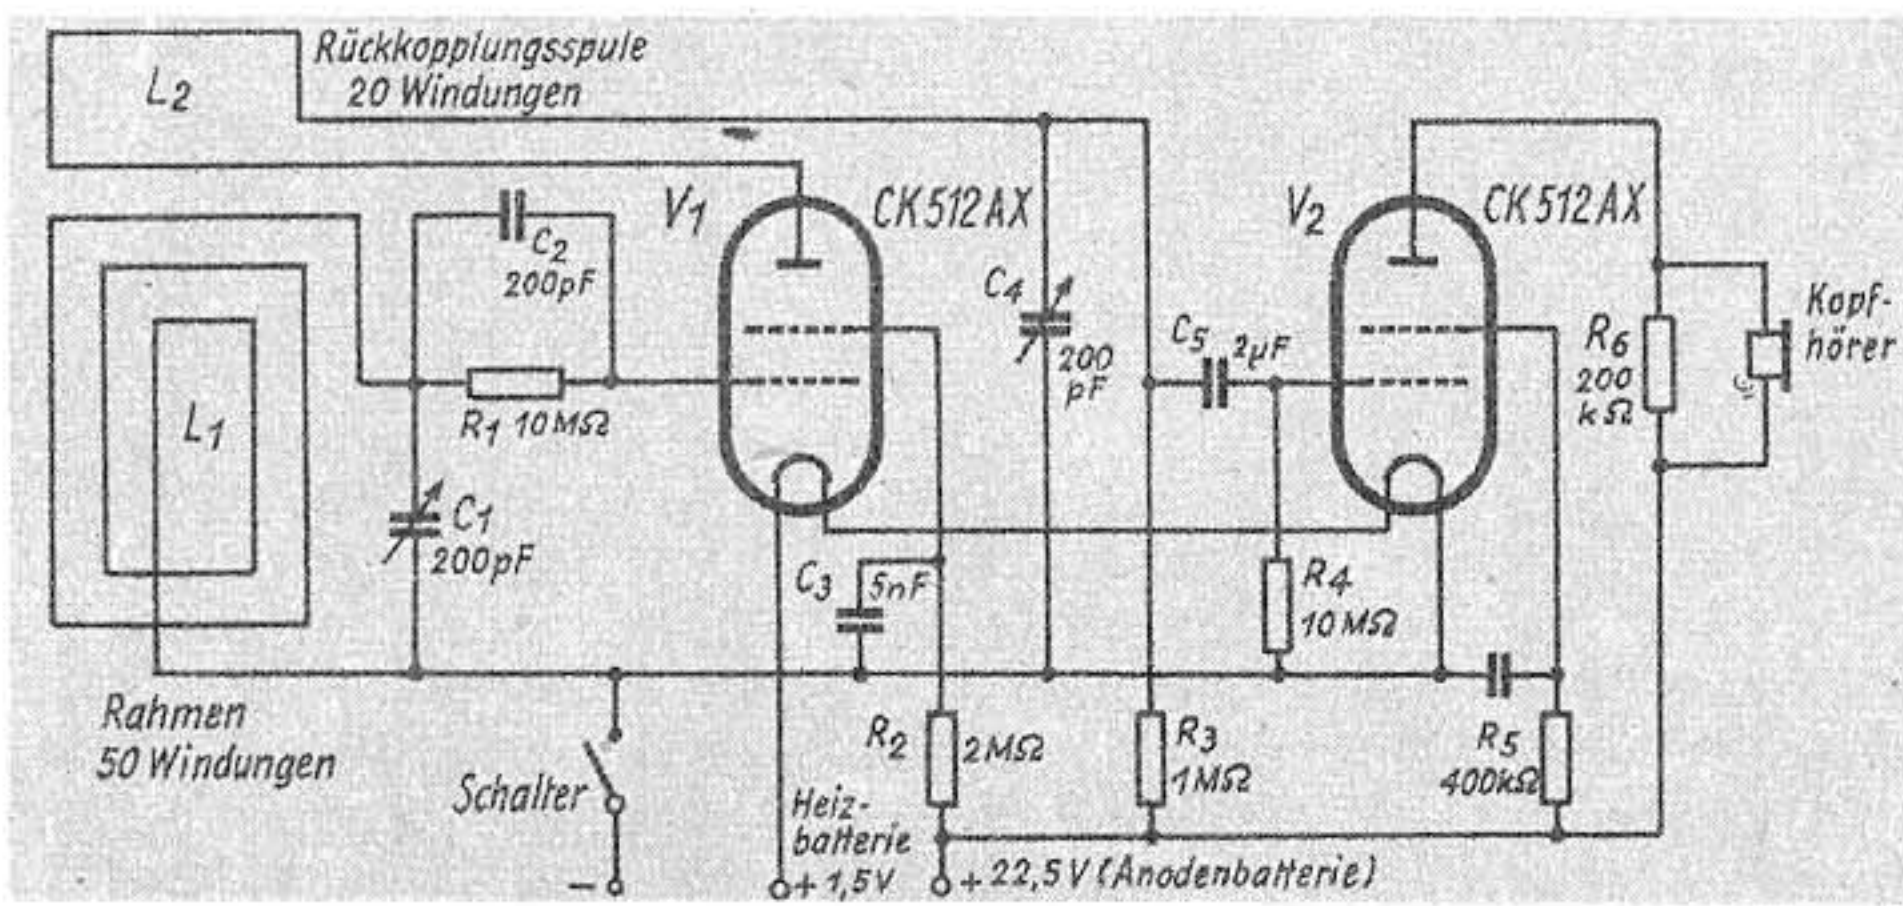 Rückkopplungsspule
20 Windungen
L2
V1
CK512AX
V2
CK512AX
C2
200pF
C4
200
pF
C5
2µF
R6
200
kΩ
Kopf-
hörer
L1
R1 10MΩ
C1
200pF
C3
5nF
R4
10MΩ
Rahmen
50 Windungen
Schalter
R2
2MΩ
R3
1MΩ
R5
400kΩ
Heiz-
batterie
-
+ 1,5V
+ 22,5V (Anodenbatterie)